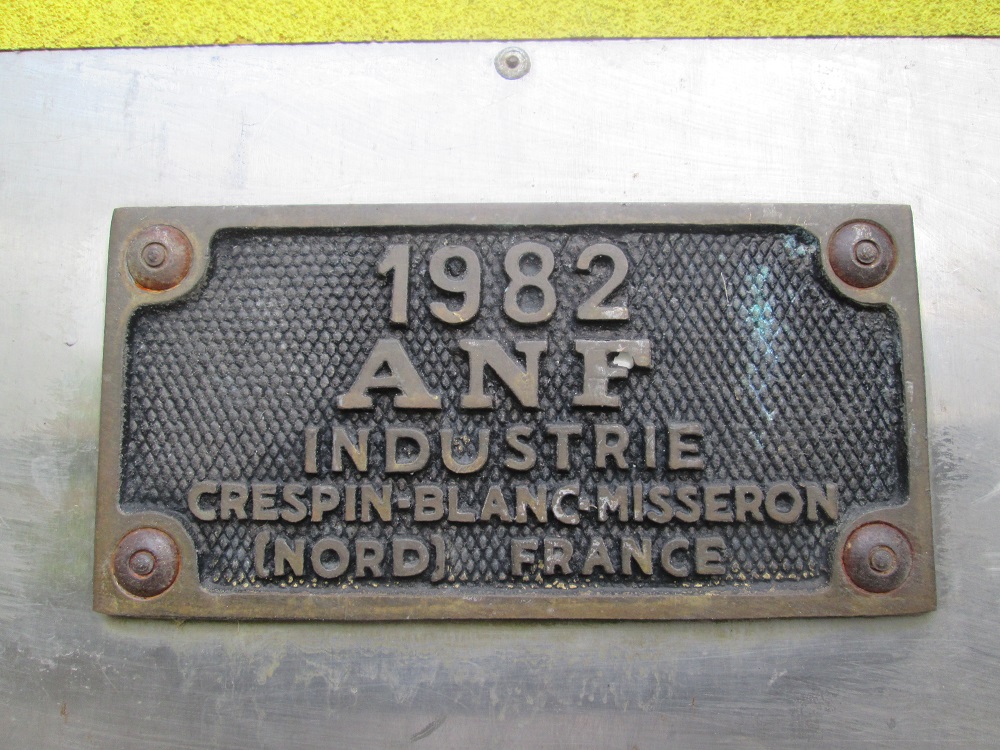 1982
ANF
INDUSTRIE
CRESPIN-BLANC-MISSERON
(NORD) FRANCE